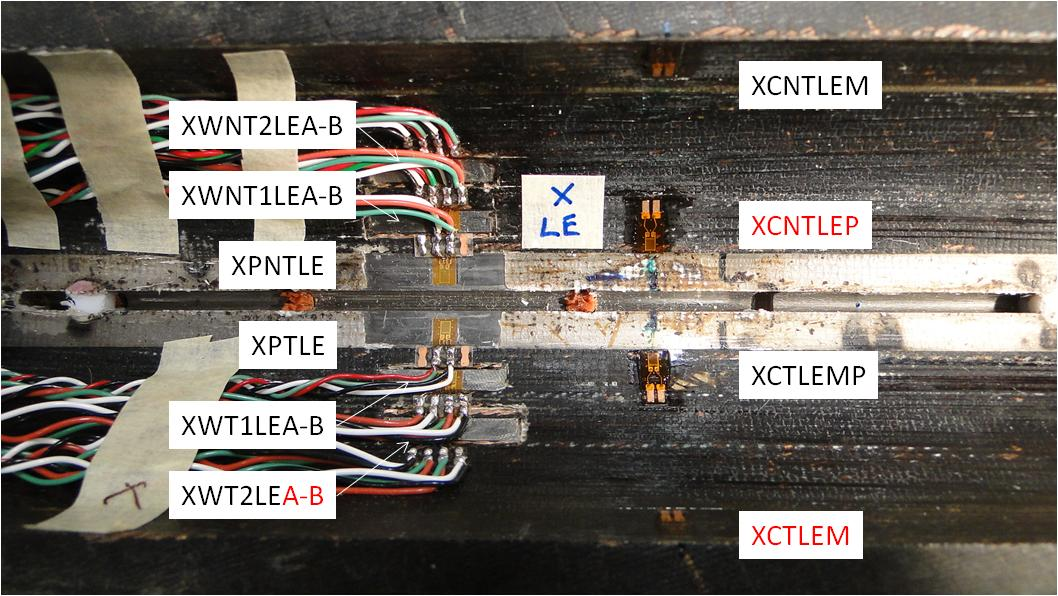 XCNTLEM
XWNT2LEA-B
XWNT1LEA-B
X
LE
XCNTLEP
XPNTLE
XPTLE
XCTLEMP
XWT1LEA-B
XWT2LEA-B
X
XCTLEM